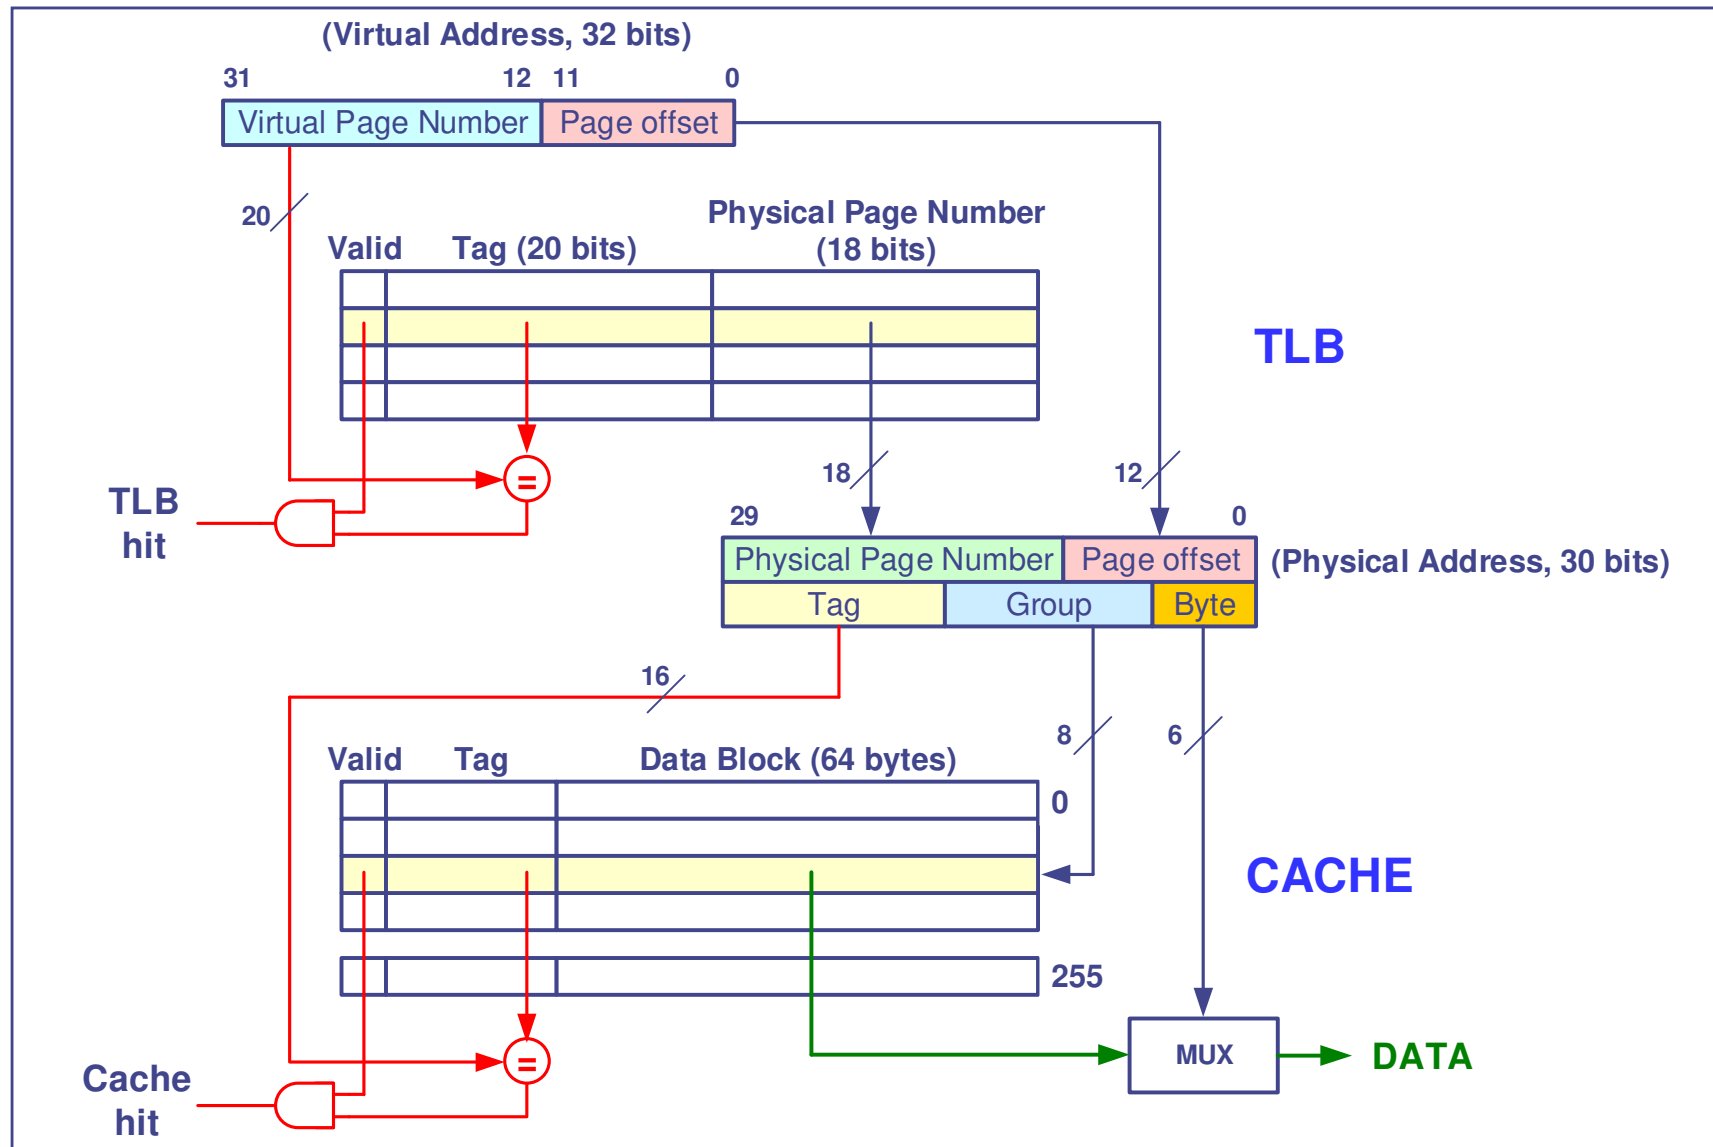 (Virtual Address, 32 bits)
31 12 11 0
Virtual Page Number Page offset
20
Physical Page Number
Valid Tag (20 bits) (18 bits)
TLB
18 12
=
TLB
hit
29 0
Physical Page Number Page offset (Physical Address, 30 bits)
Tag Group Byte
16
8 6
Valid Tag Data Block (64 bytes)
0
CACHE
255
=
MUX DATA
Cache
hit